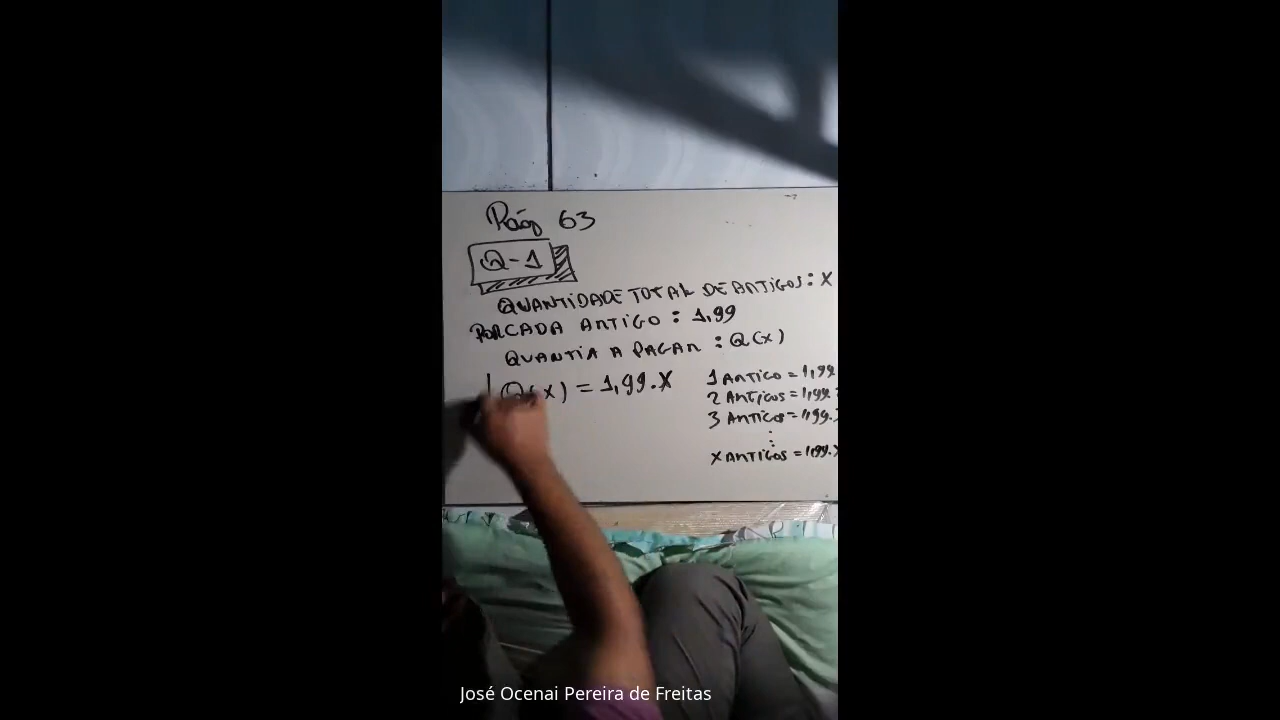 Pág 63
Q-1
QUANTIDADE TOTAL DE ARTIGOS: X
POR CADA ARTIGO: 1,99
QUANTIA A PAGAR: Q(x)
Q(x) = 1,99.X
1 ARTIGO = 1,99
2 ARTIGOS = 1,99.
3 ARTIGOS = 1,99.
⋮
X ARTIGOS = 1,99.X
José Ocenai Pereira de Freitas